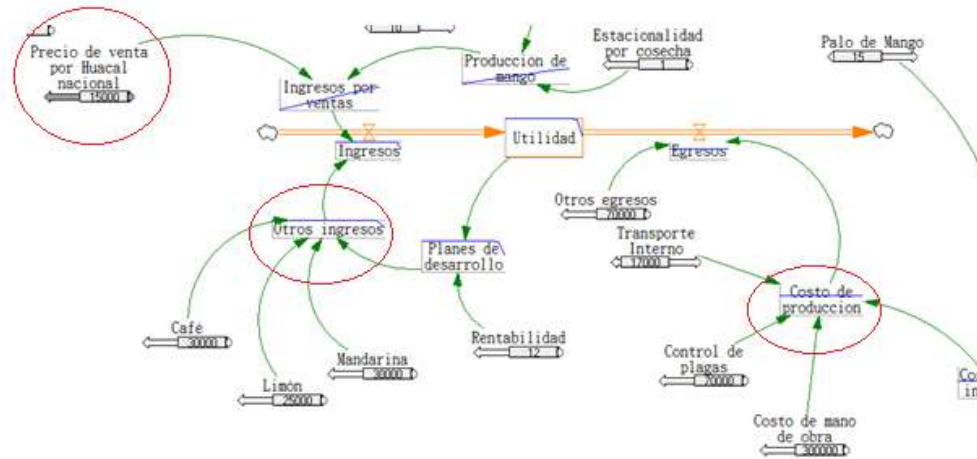 10
Precio de venta
por Huacal
nacional
15000
Ingresos por
ventas
Produccion de
mango
Estacionalidad
por cosecha
1
Palo de Mango
15
Utilidad
Ingresos
Egresos
Otros egresos
70000
Otros ingresos
Planes de
desarrollo
Transporte
Interno
17000
Costo de
produccion
Café
30000
Mandarina
30000
Limón
25000
Rentabilidad
12
Control de
plagas
70000
Costo de mano
de obra
300000